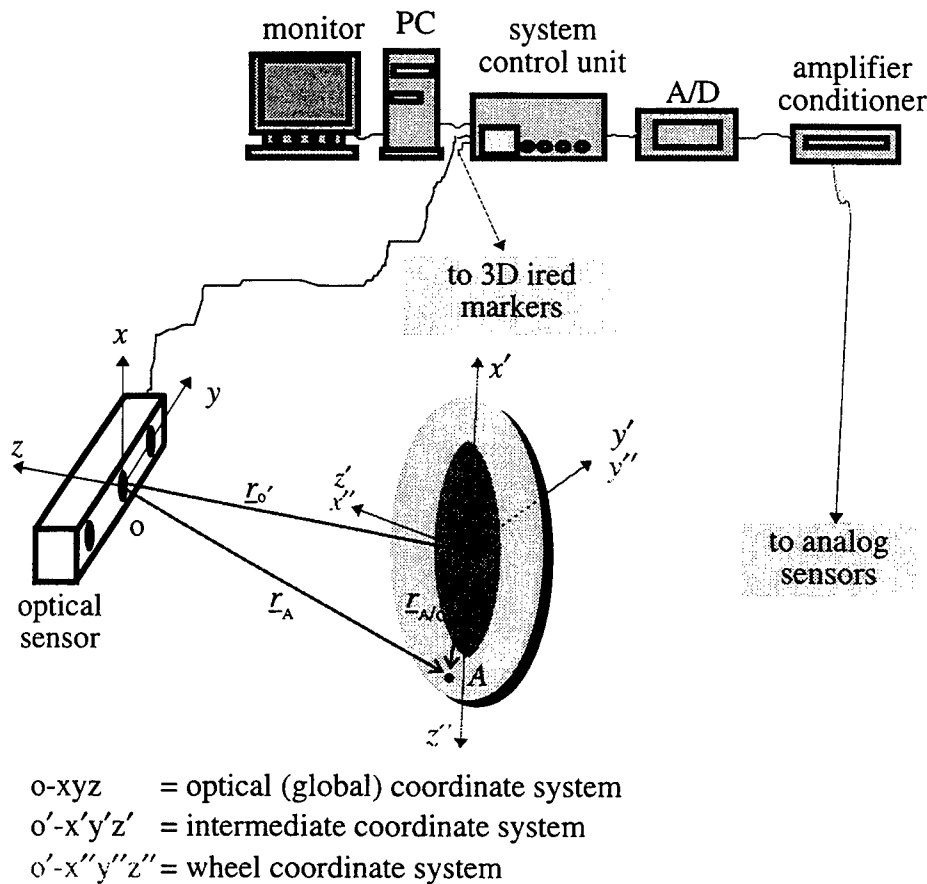 monitor
PC
system
control unit
A/D
amplifier
conditioner
to 3D ired
markers
x
y
z
o
optical
sensor
r_o'
r_A
r_A/o
x'
y'
y''
z'
x''
A
z''
to analog
sensors
o-xyz = optical (global) coordinate system
o'-x'y'z' = intermediate coordinate system
o'-x''y''z'' = wheel coordinate system